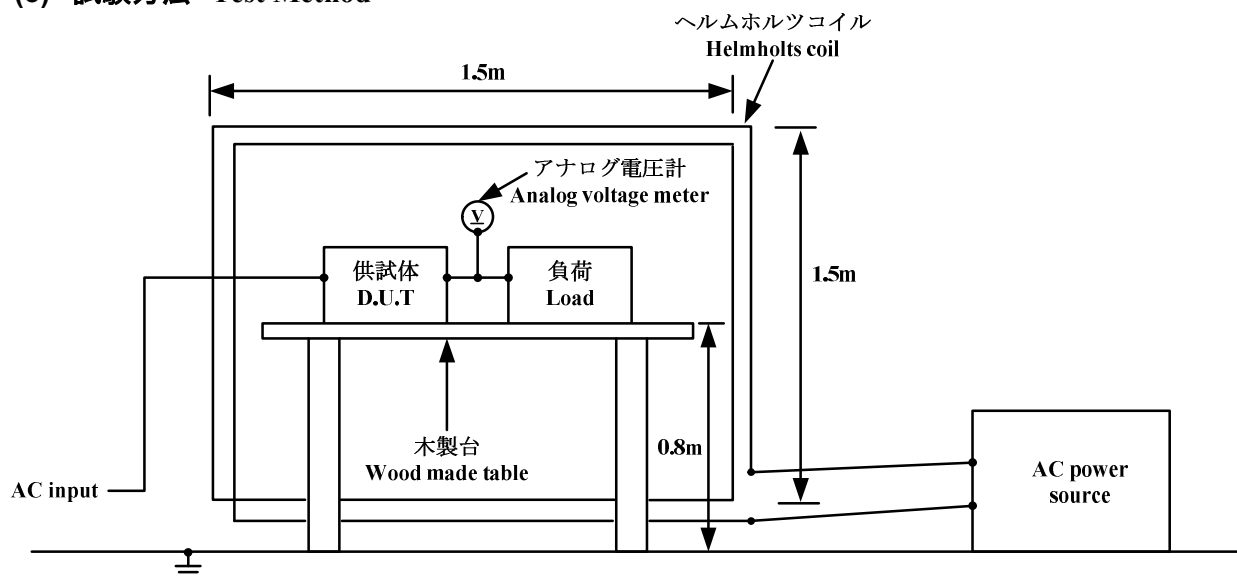 (3) 試験方法 Test Method
ヘルムホルツコイル
Helmholts coil
1.5m
アナログ電圧計
Analog voltage meter
V
供試体
D.U.T
負荷
Load
1.5m
木製台
Wood made table
0.8m
AC input
AC power
source